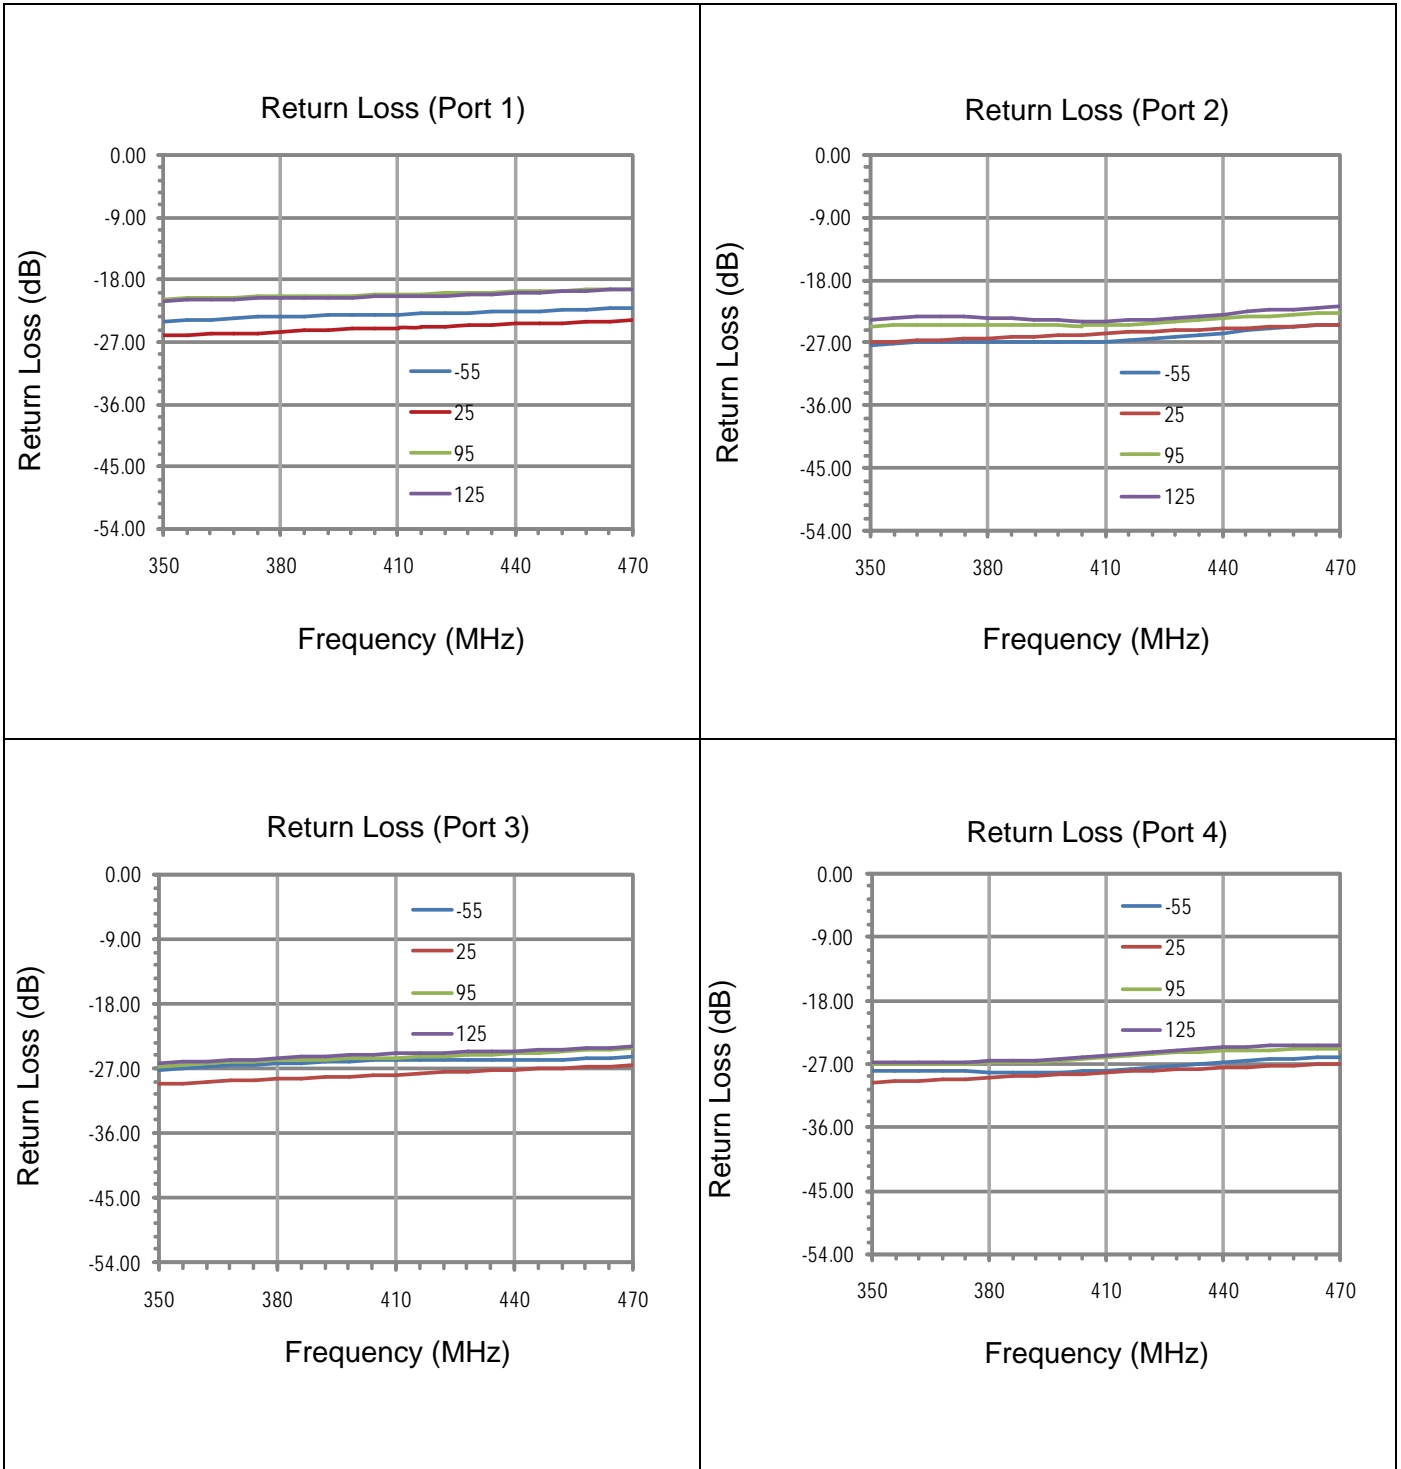 Return Loss (Port 1)
Return Loss (dB)
0.00
-9.00
-18.00
-27.00
-36.00
-45.00
-54.00
-55
25
95
125
350 380 410 440 470
Frequency (MHz)
Return Loss (Port 2)
Return Loss (dB)
0.00
-9.00
-18.00
-27.00
-36.00
-45.00
-54.00
-55
25
95
125
350 380 410 440 470
Frequency (MHz)
Return Loss (Port 3)
Return Loss (dB)
0.00
-9.00
-18.00
-27.00
-36.00
-45.00
-54.00
-55
25
95
125
350 380 410 440 470
Frequency (MHz)
Return Loss (Port 4)
Return Loss (dB)
0.00
-9.00
-18.00
-27.00
-36.00
-45.00
-54.00
-55
25
95
125
350 380 410 440 470
Frequency (MHz)